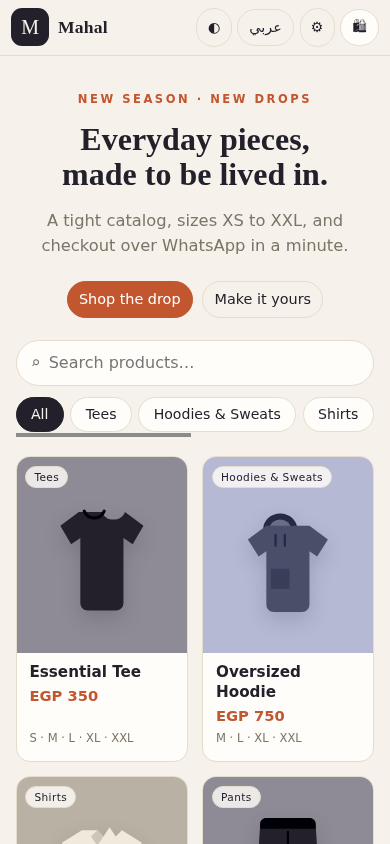 M Mahal عربي
NEW SEASON · NEW DROPS
Everyday pieces,
made to be lived in.
A tight catalog, sizes XS to XXL, and
checkout over WhatsApp in a minute.
Shop the drop Make it yours
Search products...
All Tees Hoodies & Sweats Shirts
Tees
Essential Tee
EGP 350
S · M · L · XL · XXL
Hoodies & Sweats
Oversized
Hoodie
EGP 750
M · L · XL · XXL
Shirts
Pants